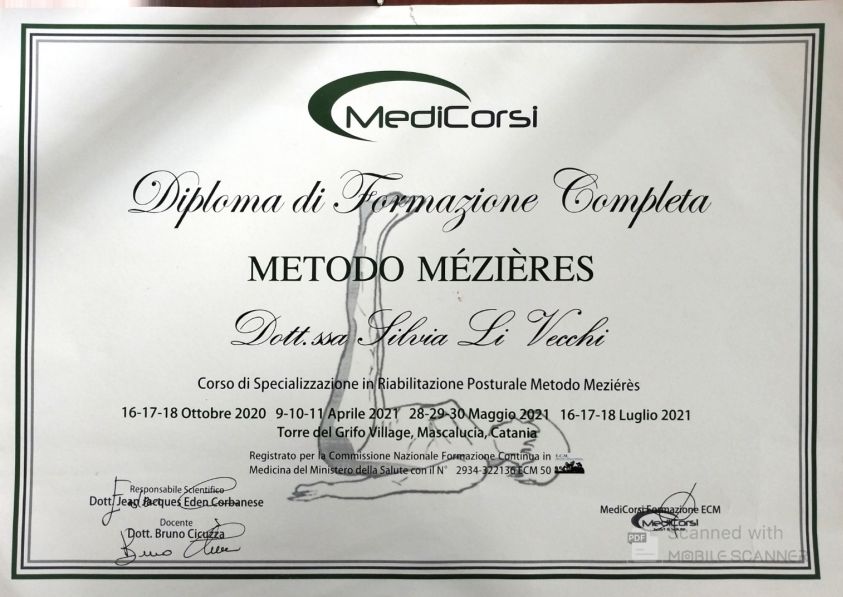 MediCorsi
Diploma di Formazione Completa
METODO MÉZIÈRES
Dott.ssa Silvia Li Vecchi
Corso di Specializzazione in Riabilitazione Posturale Metodo Meziérès
16-17-18 Ottobre 2020 9-10-11 Aprile 2021 28-29-30 Maggio 2021 16-17-18 Luglio 2021
Torre del Grifo Village, Mascalucia, Catania
Registrato per la Commissione Nazionale Formazione Continua in
Medicina del Ministero della Salute con il N° 2934-322136 ECM 50
E.C.M.
Responsabile Scientifico
Dott. Jean Jacques Eden Corbanese
Docente
Dott. Bruno Cicuzza
MediCorsi Formazione ECM
MediCorsi
PDF
Scanned with
MOBILE SCANNER